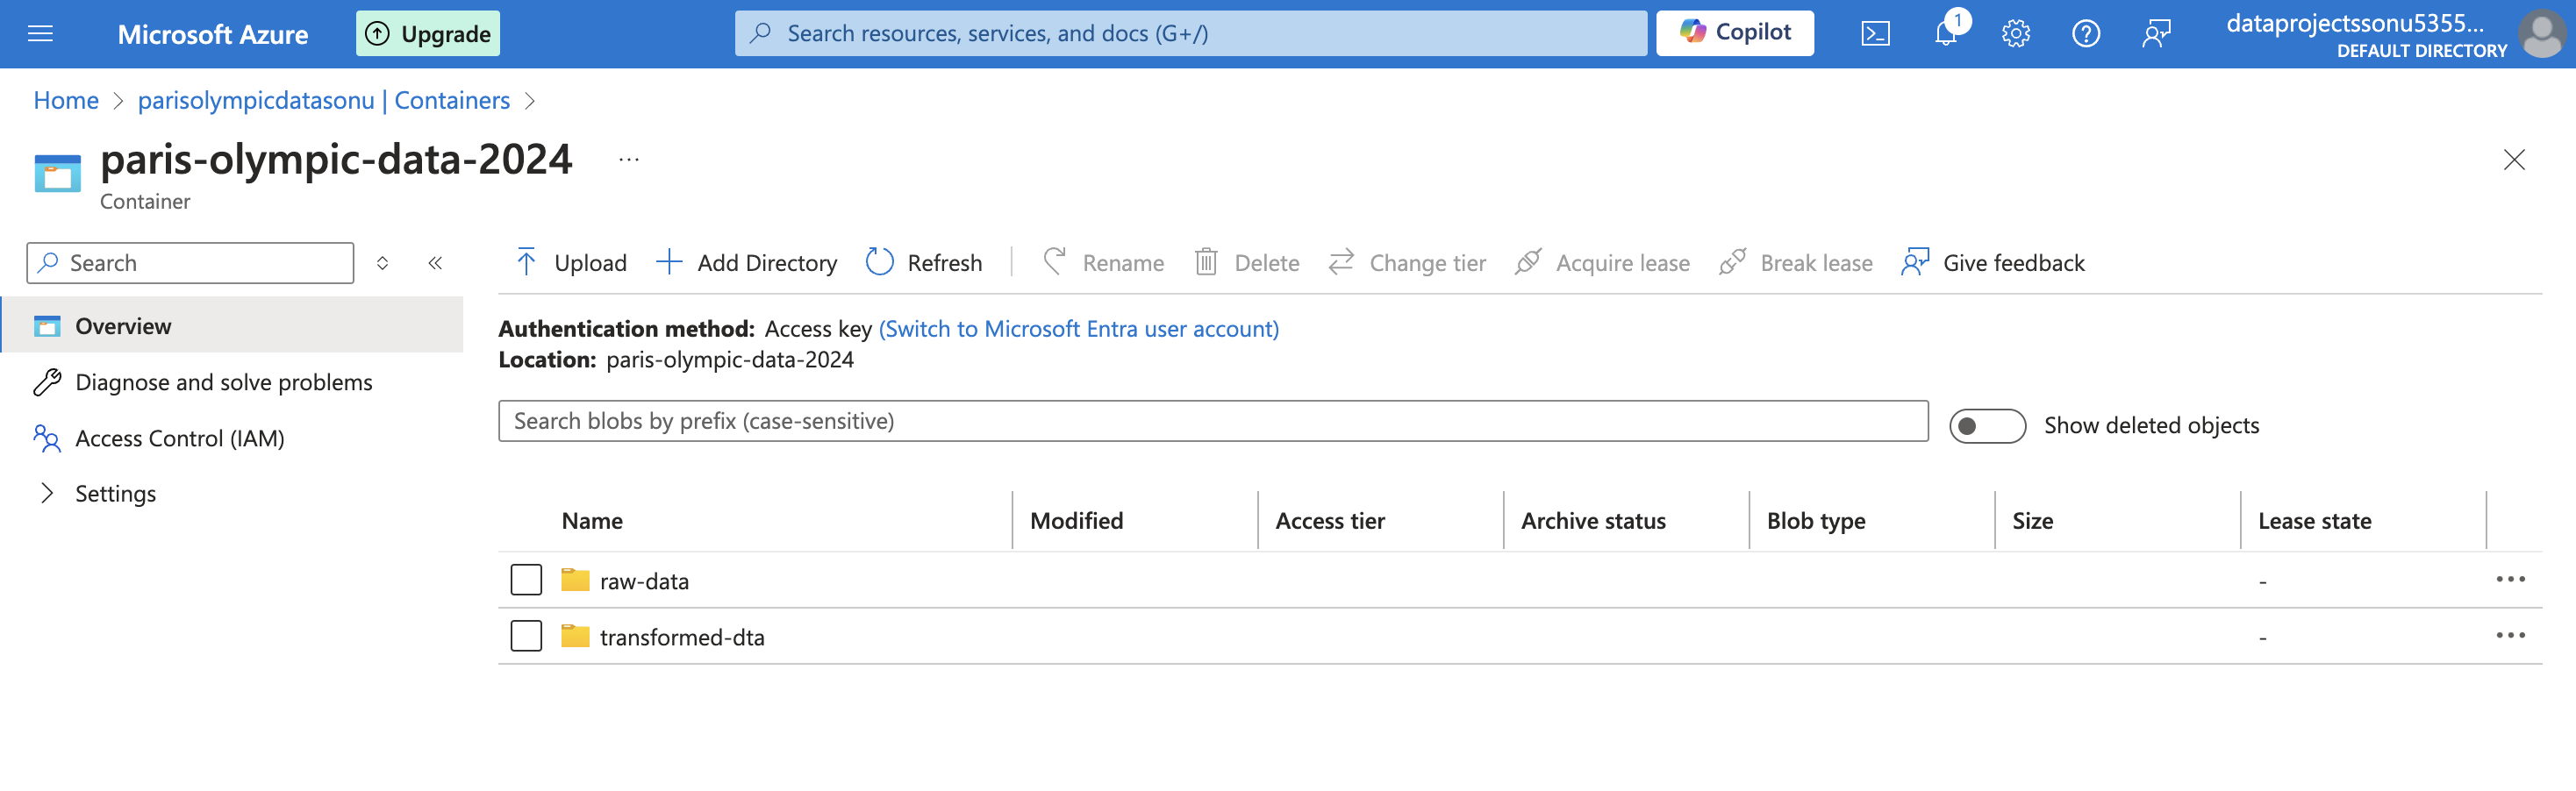 Microsoft Azure
Upgrade
Search resources, services, and docs (G+/)
Copilot
1
dataprojectssonu5355...
DEFAULT DIRECTORY
Home > parisolympicdatasonu | Containers >
paris-olympic-data-2024 ...
Container
Search
Overview
Diagnose and solve problems
Access Control (IAM)
Settings
Upload Add Directory Refresh Rename Delete Change tier Acquire lease Break lease Give feedback
Authentication method: Access key (Switch to Microsoft Entra user account)
Location: paris-olympic-data-2024
Search blobs by prefix (case-sensitive)
Show deleted objects
Name Modified Access tier Archive status Blob type Size Lease state
raw-data - ...
transformed-dta - ...